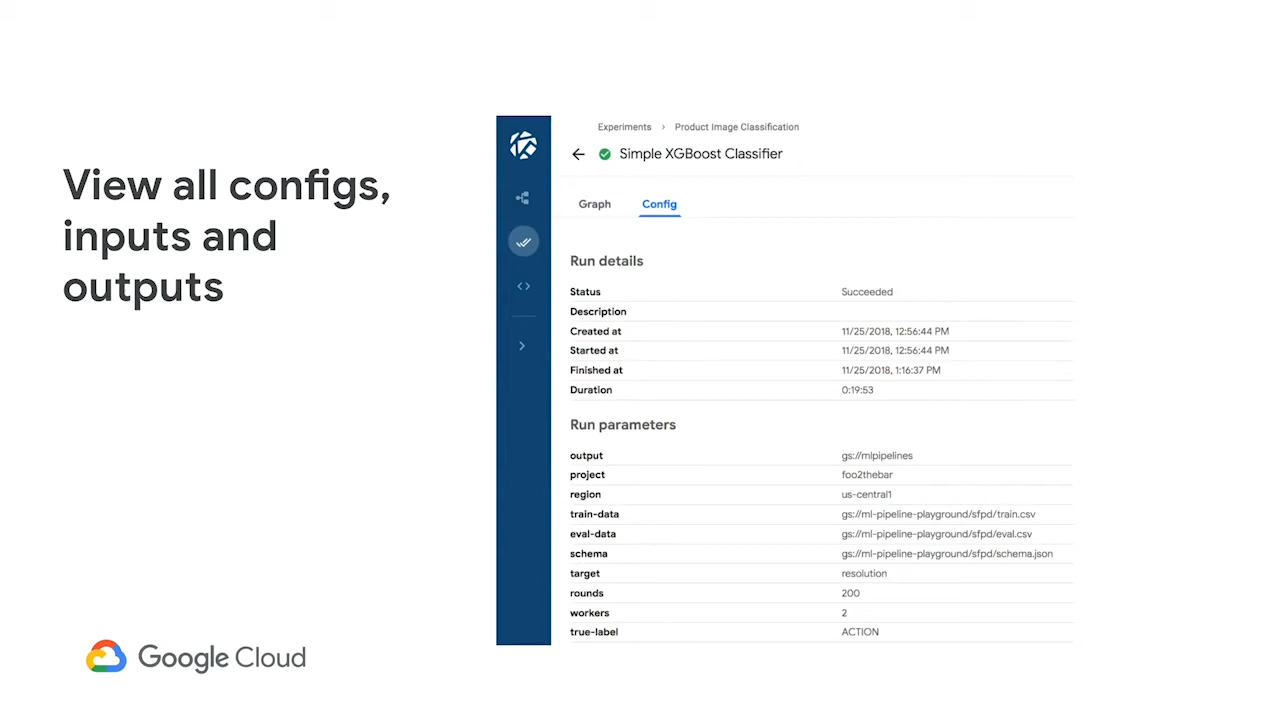 View all configs,
inputs and
outputs
Experiments › Product Image Classification
Simple XGBoost Classifier
Graph Config
Run details
Status Succeeded
Description
Created at 11/25/2018, 12:56:44 PM
Started at 11/25/2018, 12:56:44 PM
Finished at 11/25/2018, 1:16:37 PM
Duration 0:19:53
Run parameters
output gs://mlpipelines
project foo2thebar
region us-central1
train-data gs://ml-pipeline-playground/sfpd/train.csv
eval-data gs://ml-pipeline-playground/sfpd/eval.csv
schema gs://ml-pipeline-playground/sfpd/schema.json
target resolution
rounds 200
workers 2
true-label ACTION
Google Cloud